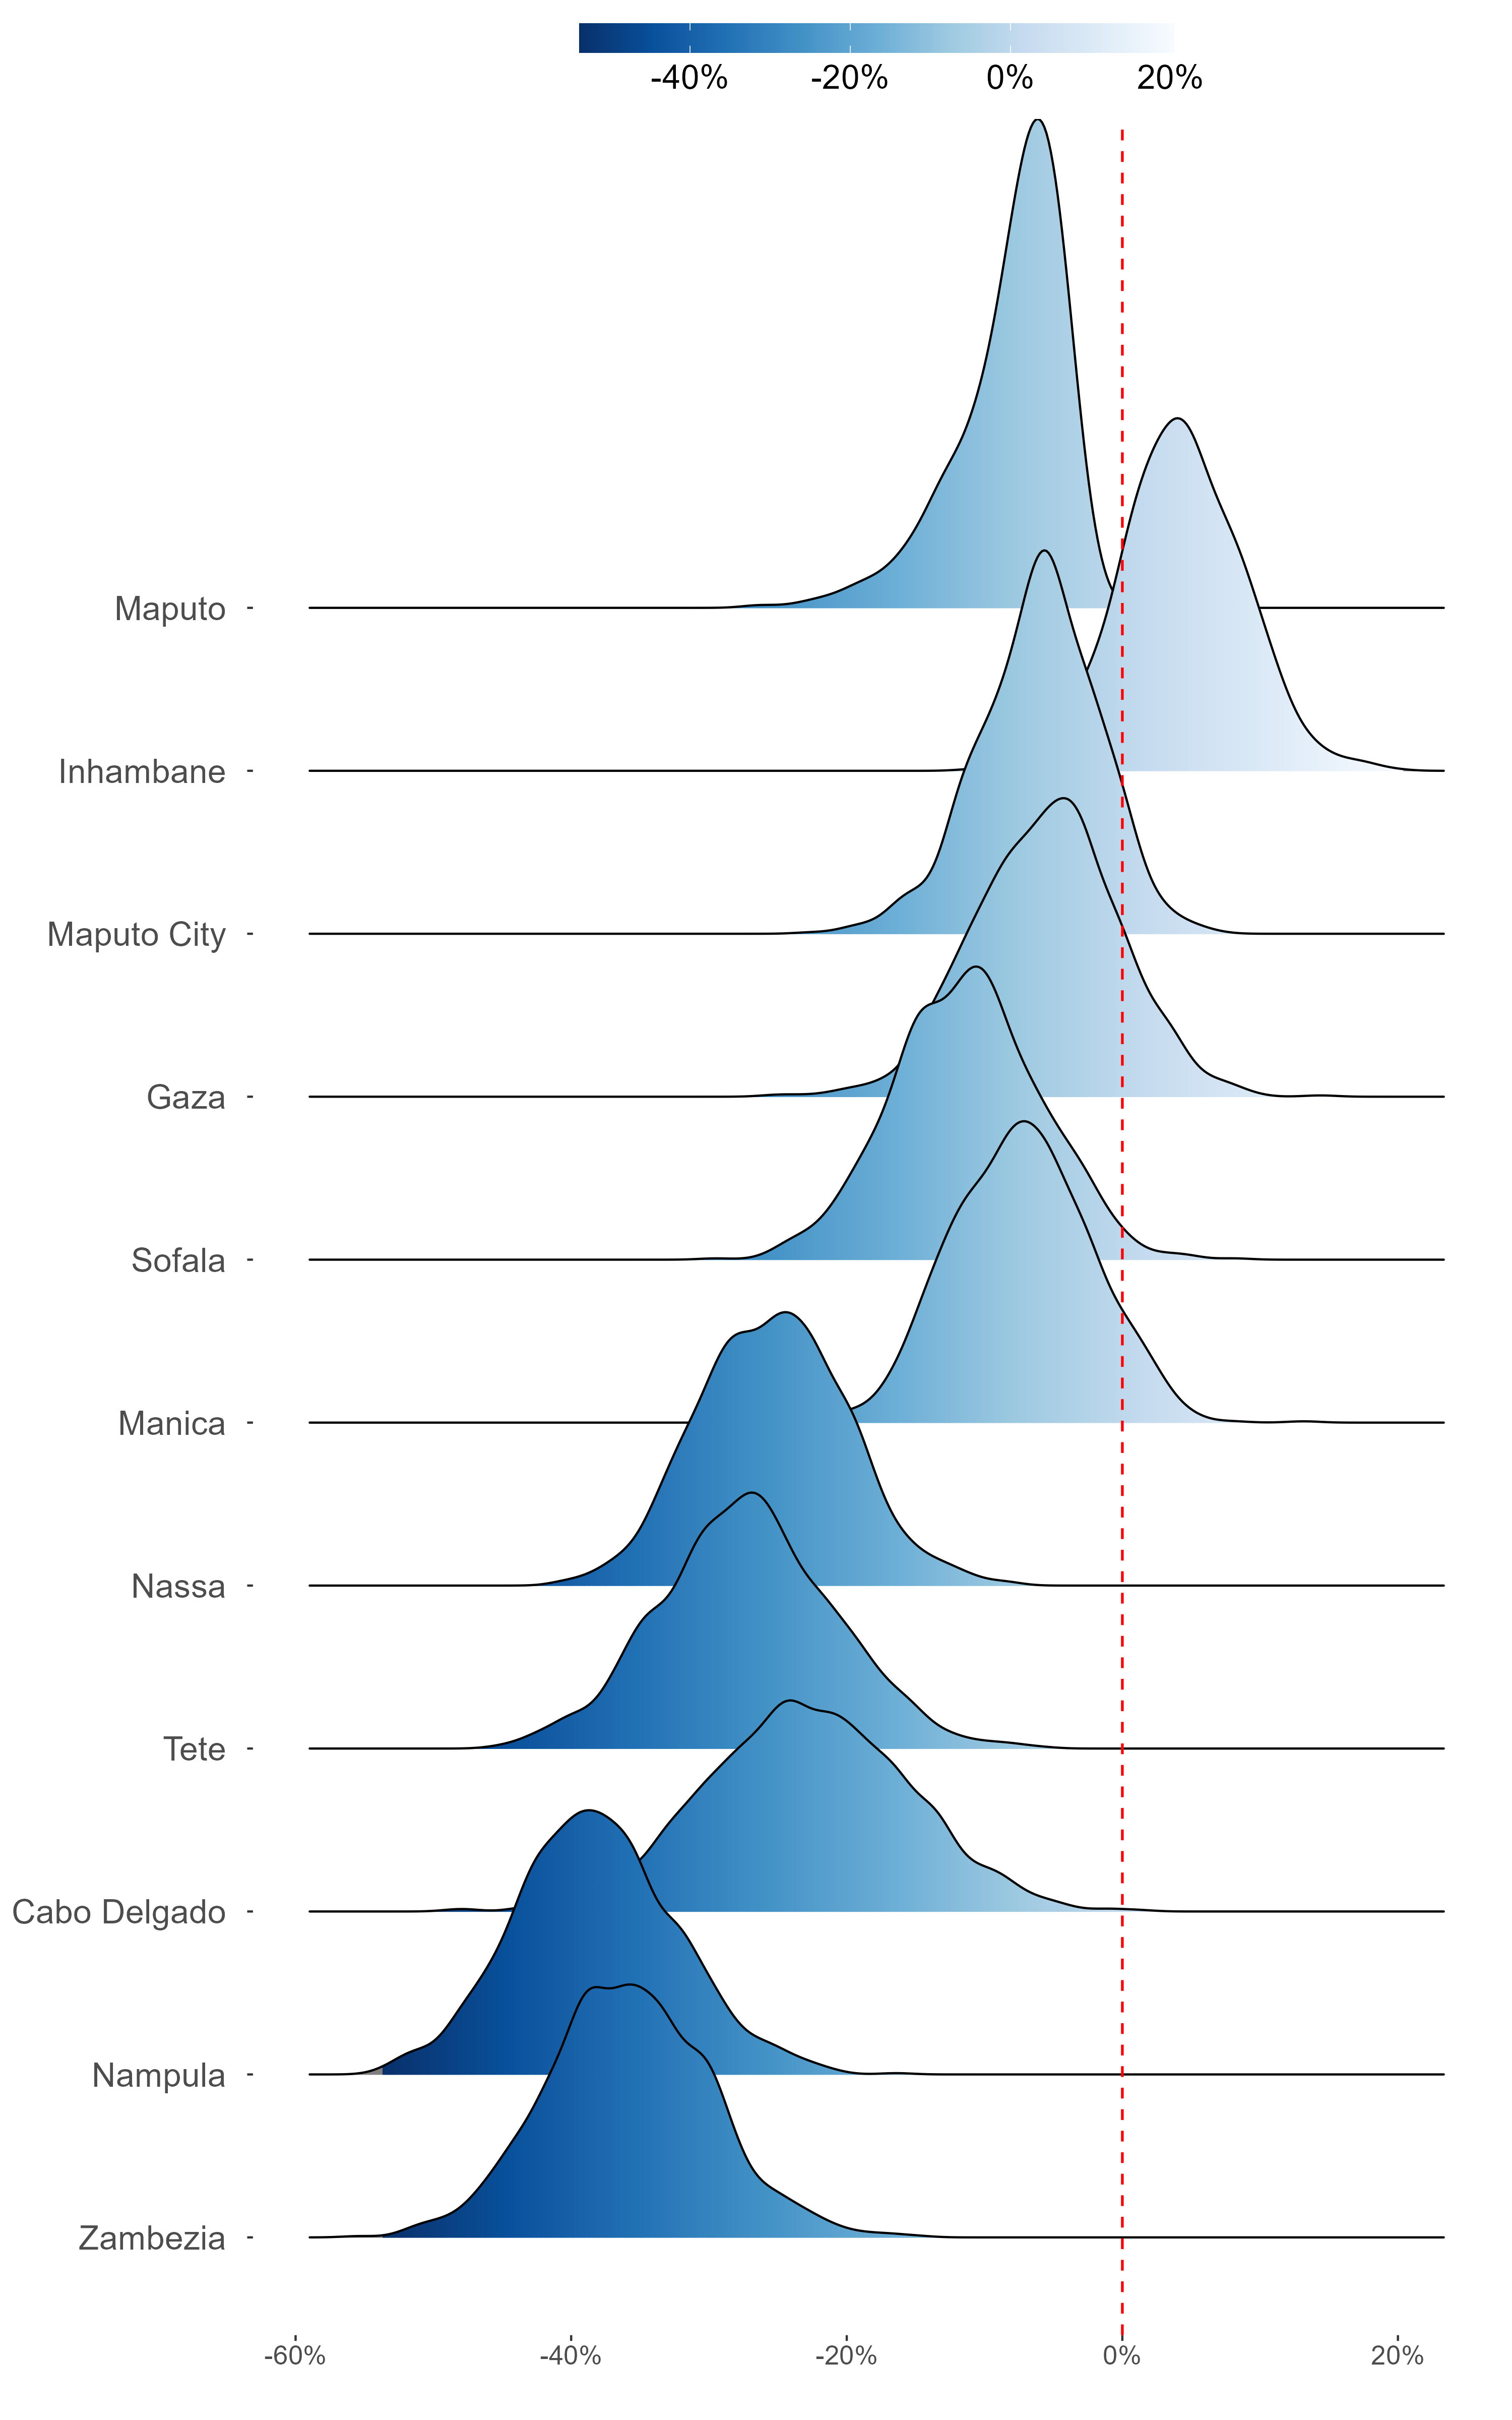 -40% -20% 0% 20%
Maputo
Inhambane
Maputo City
Gaza
Sofala
Manica
Nassa
Tete
Cabo Delgado
Nampula
Zambezia
-60% -40% -20% 0% 20%